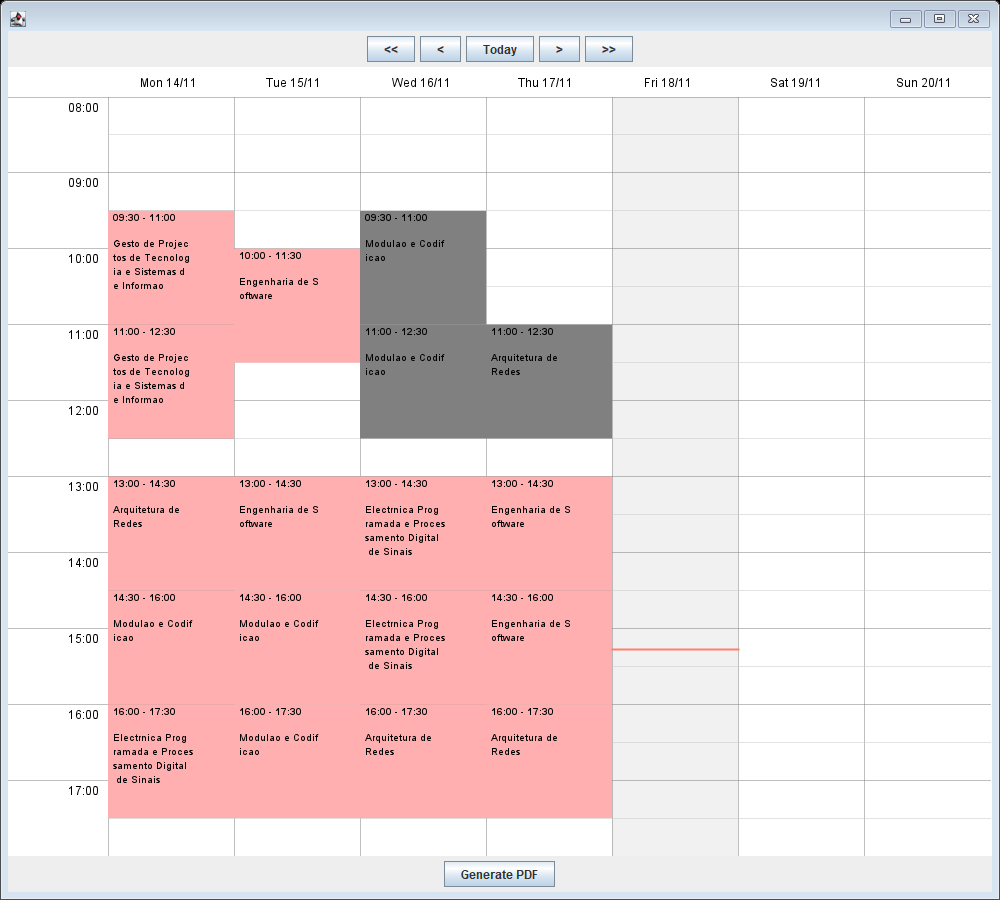 << < Today > >>
Mon 14/11 Tue 15/11 Wed 16/11 Thu 17/11 Fri 18/11 Sat 19/11 Sun 20/11
08:00
09:00
10:00
11:00
12:00
13:00
14:00
15:00
16:00
17:00
09:30 - 11:00
Gesto de Projec
tos de Tecnolog
ia e Sistemas d
e Informao
11:00 - 12:30
Gesto de Projec
tos de Tecnolog
ia e Sistemas d
e Informao
13:00 - 14:30
Arquitetura de
Redes
14:30 - 16:00
Modulao e Codif
icao
16:00 - 17:30
Electrnica Prog
ramada e Proces
samento Digital
de Sinais
10:00 - 11:30
Engenharia de S
oftware
13:00 - 14:30
Engenharia de S
oftware
14:30 - 16:00
Modulao e Codif
icao
16:00 - 17:30
Modulao e Codif
icao
09:30 - 11:00
Modulao e Codif
icao
11:00 - 12:30
Modulao e Codif
icao
13:00 - 14:30
Electrnica Prog
ramada e Proces
samento Digital
de Sinais
14:30 - 16:00
Electrnica Prog
ramada e Proces
samento Digital
de Sinais
16:00 - 17:30
Arquitetura de
Redes
11:00 - 12:30
Arquitetura de
Redes
13:00 - 14:30
Engenharia de S
oftware
14:30 - 16:00
Engenharia de S
oftware
16:00 - 17:30
Arquitetura de
Redes
Generate PDF